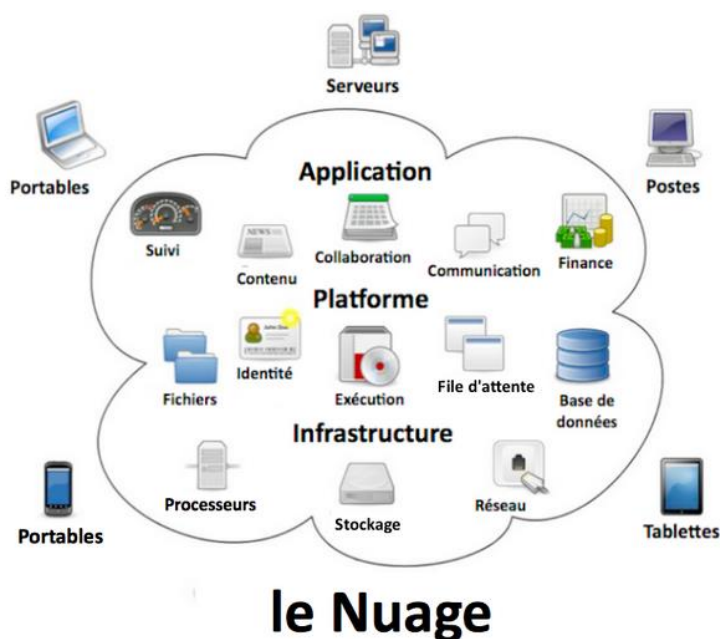 Serveurs
Portables
Postes
Application
Suivi
NEWS
Contenu
Collaboration
Communication
Finance
Platforme
Fichiers
Identité
Exécution
File d'attente
Base de
données
Infrastructure
Processeurs
Stockage
Réseau
Portables
Tablettes
le Nuage